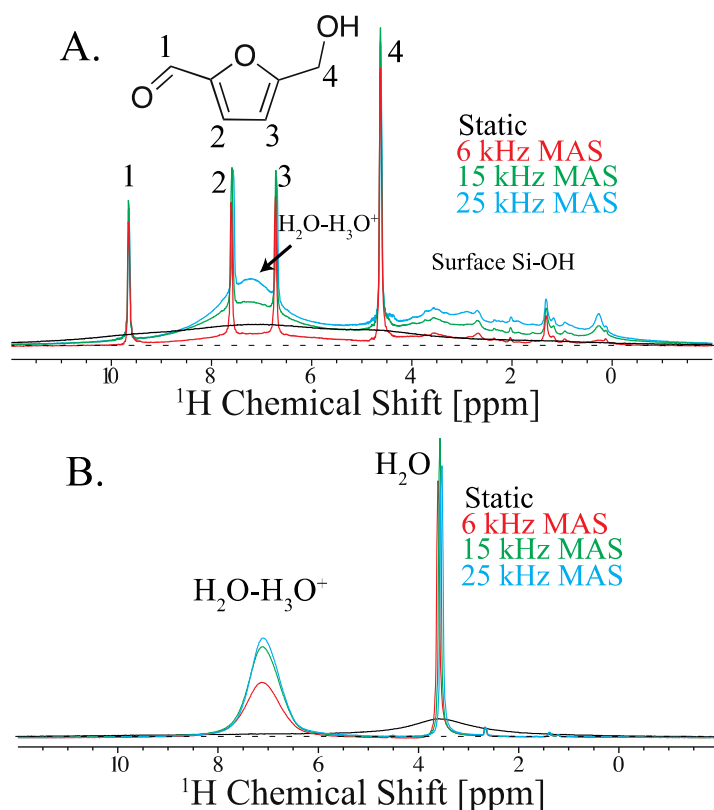 A.
OH
1
O
O
4
2
3
4
Static
6 kHz MAS
15 kHz MAS
25 kHz MAS
1
2
3
H₂O-H₃O⁺
Surface Si-OH
10 8 6 4 2 0
¹H Chemical Shift [ppm]
B.
H₂O
Static
6 kHz MAS
15 kHz MAS
25 kHz MAS
H₂O-H₃O⁺
10 8 6 4 2 0
¹H Chemical Shift [ppm]